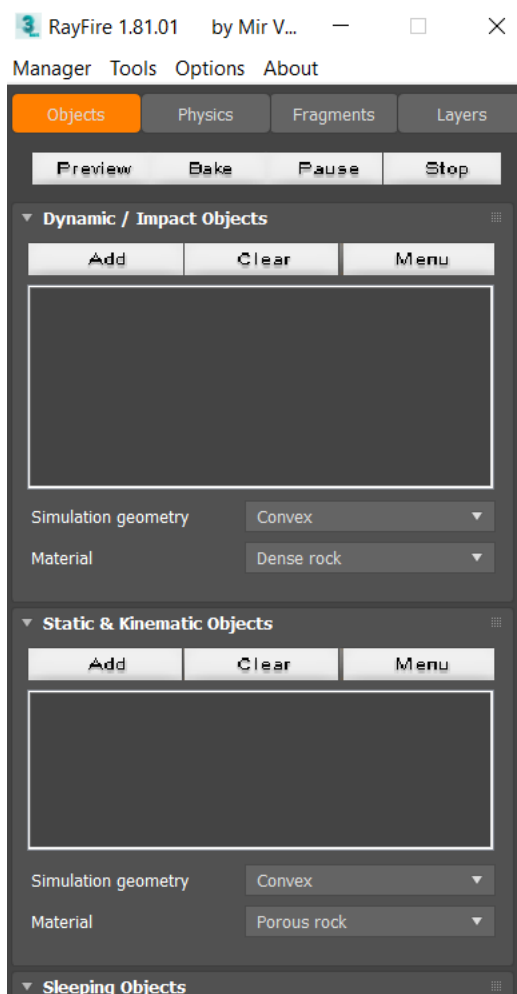 RayFire 1.81.01 by Mir V...
Manager Tools Options About
Objects Physics Fragments Layers
Preview Bake Pause Stop
Dynamic / Impact Objects
Add Clear Menu
Simulation geometry Convex
Material Dense rock
Static & Kinematic Objects
Add Clear Menu
Simulation geometry Convex
Material Porous rock
Sleeping Objects